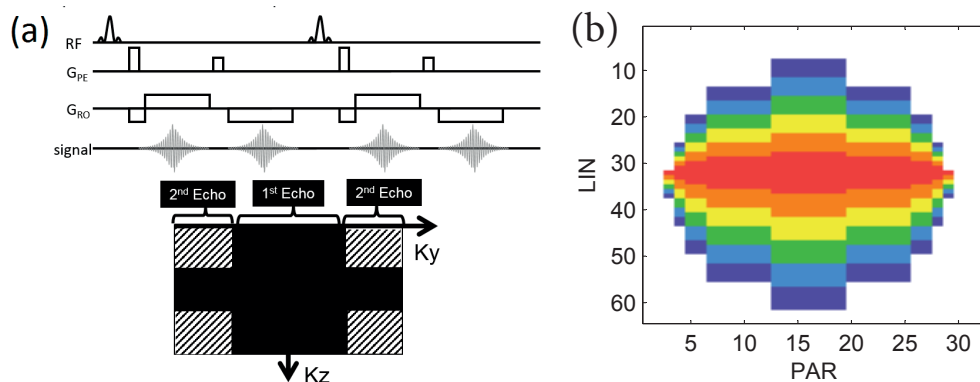 (a)
RF
G_PE
G_RO
signal
2nd Echo 1st Echo 2nd Echo
Ky
Kz
(b)
LIN
10
20
30
40
50
60
5 10 15 20 25 30
PAR